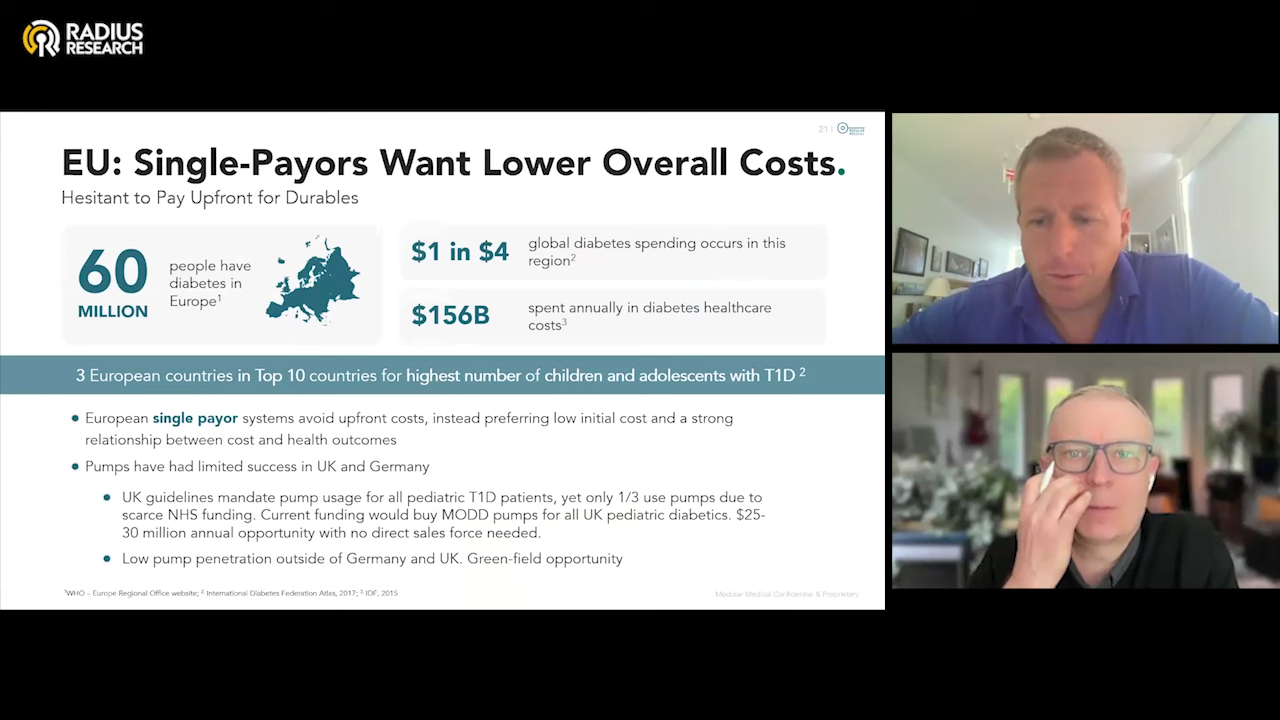 RADIUS
RESEARCH
21 |
EU: Single-Payors Want Lower Overall Costs.
Hesitant to Pay Upfront for Durables
60
MILLION
people have
diabetes in
Europe¹
$1 in $4
global diabetes spending occurs in this
region²
$156B
spent annually in diabetes healthcare
costs³
3 European countries in Top 10 countries for highest number of children and adolescents with T1D ²
• European single payor systems avoid upfront costs, instead preferring low initial cost and a strong
relationship between cost and health outcomes
• Pumps have had limited success in UK and Germany
• UK guidelines mandate pump usage for all pediatric T1D patients, yet only 1/3 use pumps due to
scarce NHS funding. Current funding would buy MODD pumps for all UK pediatric diabetics. $25-
30 million annual opportunity with no direct sales force needed.
• Low pump penetration outside of Germany and UK. Green-field opportunity
¹WHO – Europe Regional Office website; ² International Diabetes Federation Atlas, 2017; ³ IDF, 2015
Modular Medical Confidential & Proprietary